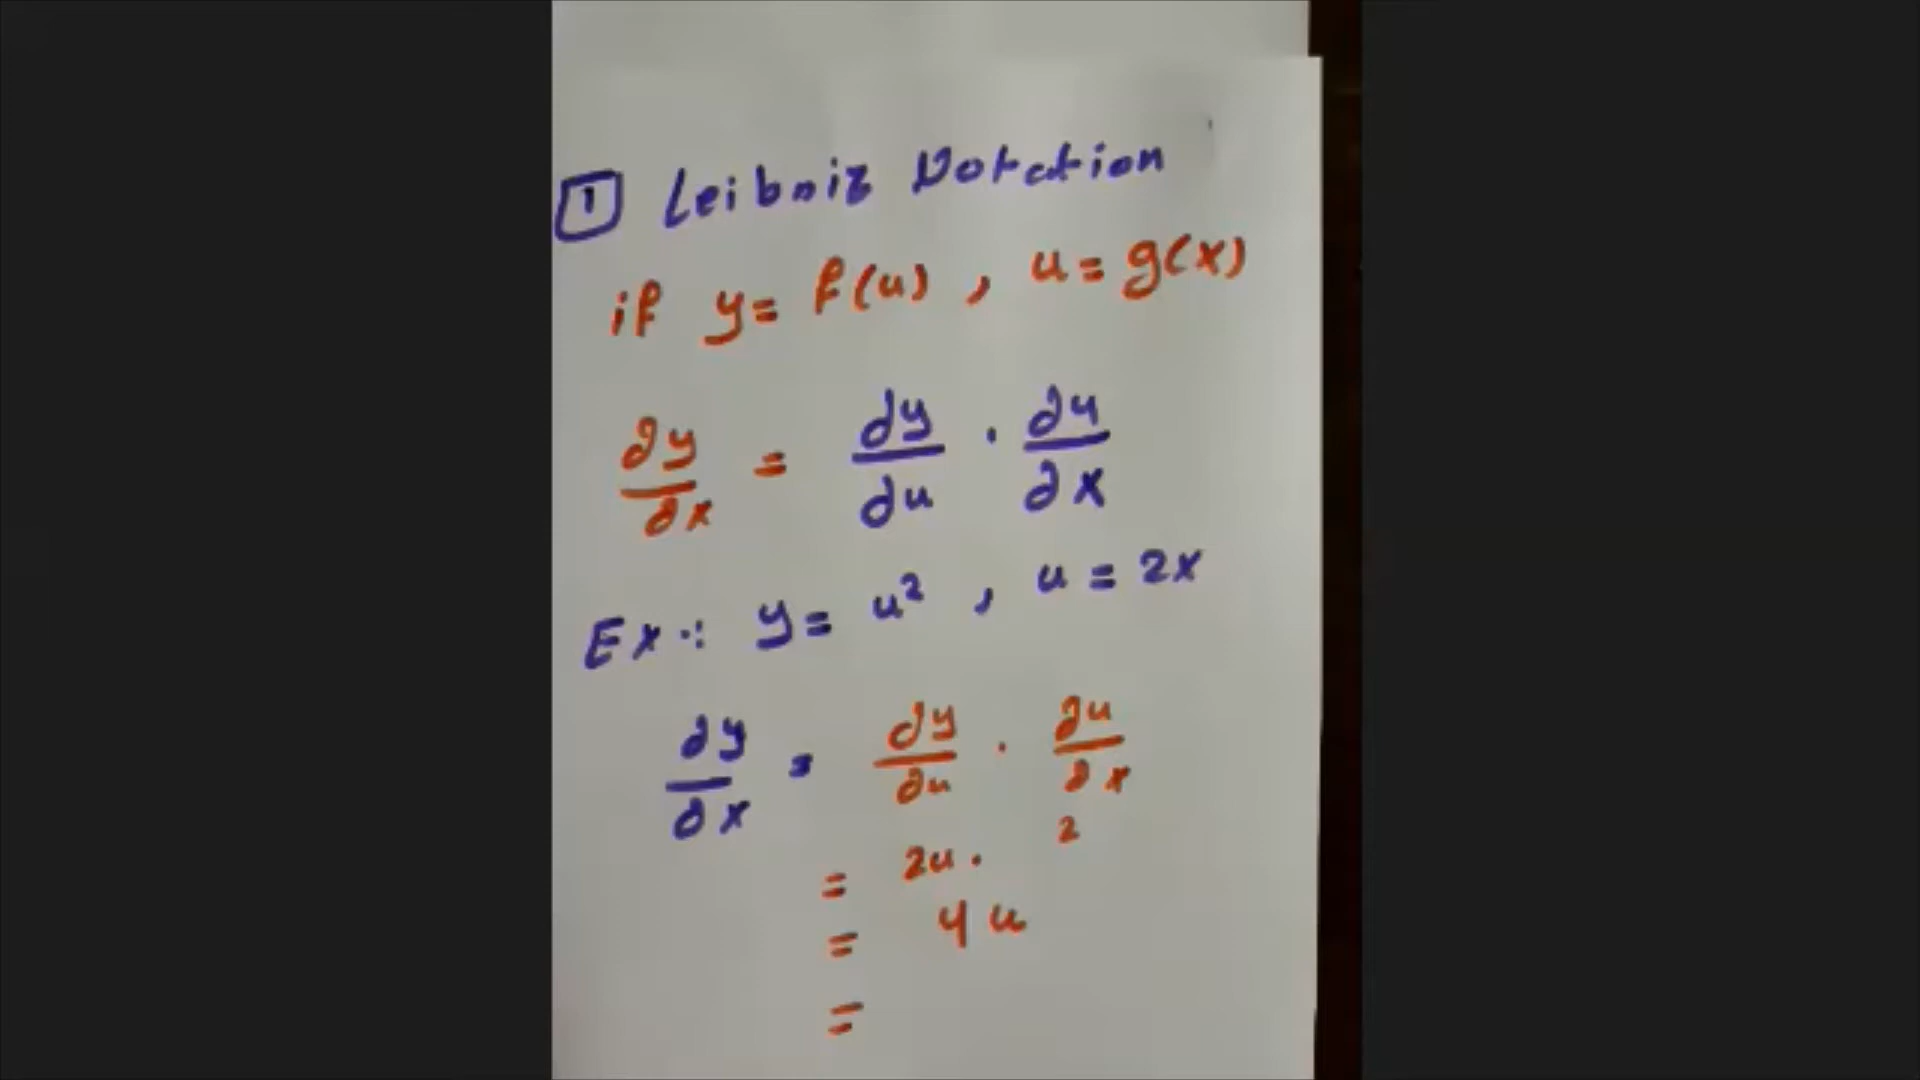 1 Leibniz Notation
if y = f(u) , u = g(x)
∂y/∂x = ∂y/∂u · ∂u/∂x
Ex.: y = u² , u = 2x
∂y/∂x = ∂y/∂u · ∂u/∂x
= 2u . 2
= 4u
=